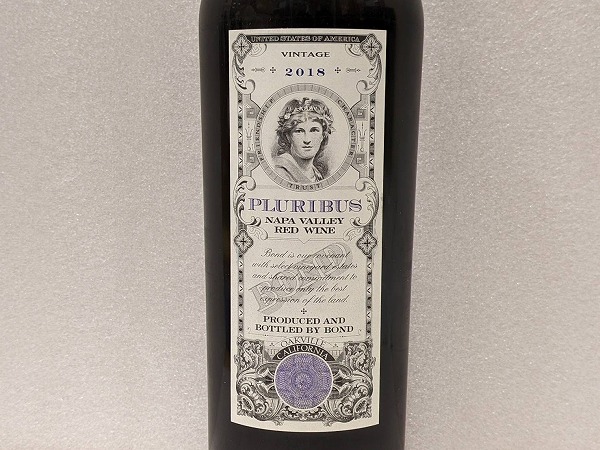 UNITED STATES OF AMERICA
VINTAGE
2018
FRIENDSHIP
CHARACTER
TRUST
PLURIBUS
NAPA VALLEY
RED WINE
Bond is our covenant
with select vineyard estates
and shared commitment to
produce only the best
expression of the land.
PRODUCED AND
BOTTLED BY BOND
OAKVILLE
CALIFORNIA